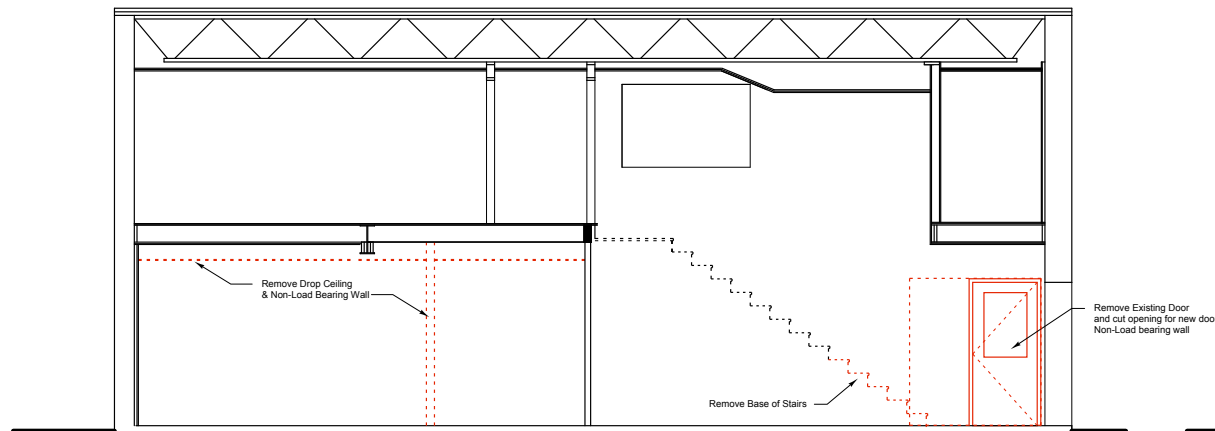 Remove Drop Ceiling
& Non-Load Bearing Wall
Remove Existing Door
and cut opening for new doo
Non-Load bearing wall
Remove Base of Stairs